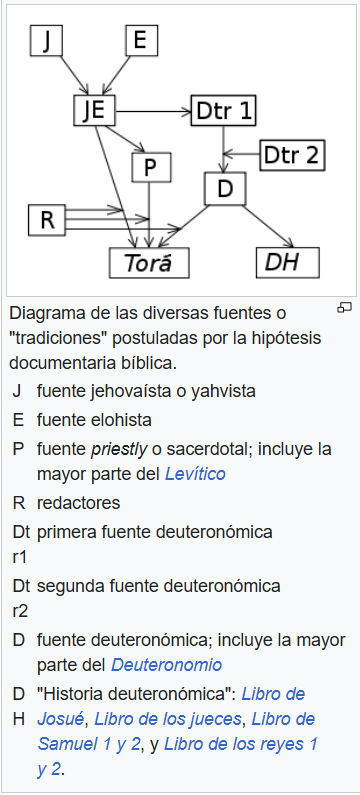 J E
JE Dtr 1
Dtr 2
P
D
R
Torá DH
Diagrama de las diversas fuentes o
"tradiciones" postuladas por la hipótesis
documentaria bíblica.
J fuente jehovaísta o yahvista
E fuente elohista
P fuente priestly o sacerdotal; incluye la
mayor parte del Levítico
R redactores
Dt primera fuente deuteronómica
r1
Dt segunda fuente deuteronómica
r2
D fuente deuteronómica; incluye la mayor
parte del Deuteronomio
D "Historia deuteronómica": Libro de
H Josué, Libro de los jueces, Libro de
Samuel 1 y 2, y Libro de los reyes 1
y 2.